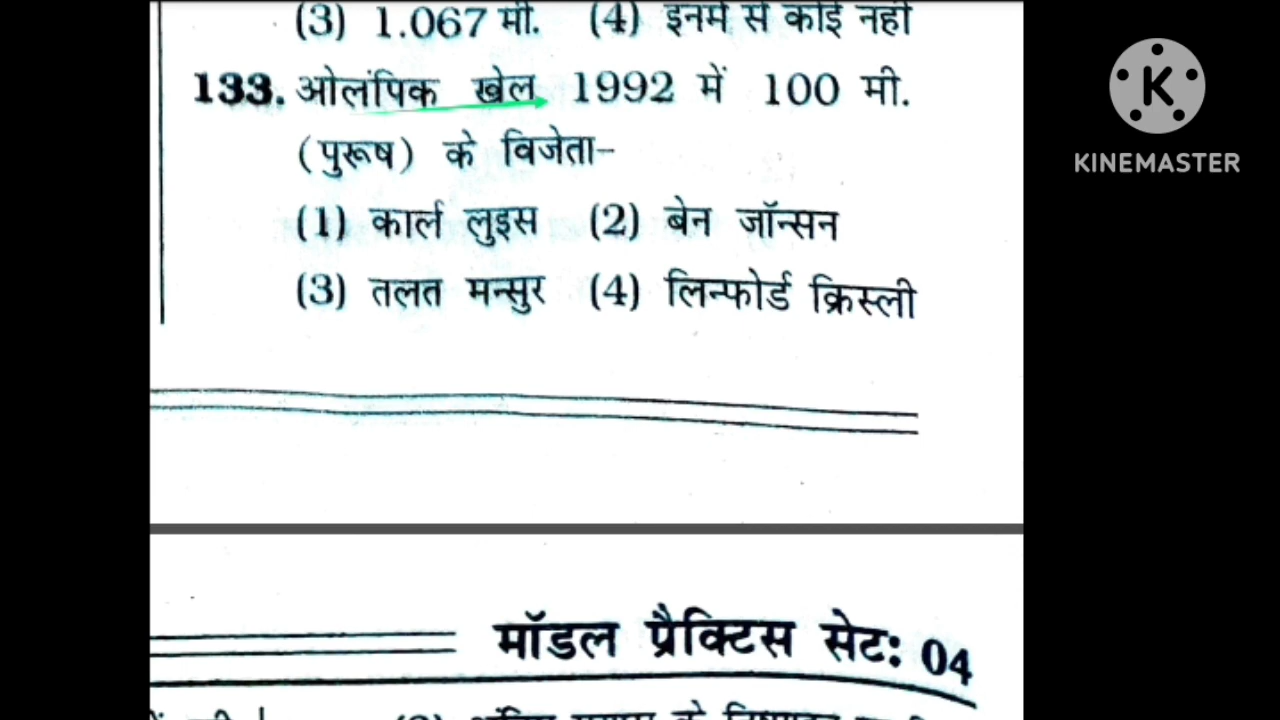 (3) 1.067 मी. (4) इनमें से कोई नहीं
133. ओलंपिक खेल 1992 में 100 मी.
(पुरूष) के विजेता-
(1) कार्ल लुइस (2) बेन जॉन्सन
(3) तलत मन्सुर (4) लिन्फोर्ड क्रिस्ली
K
KINEMASTER
मॉडल प्रैक्टिस सेट: 04